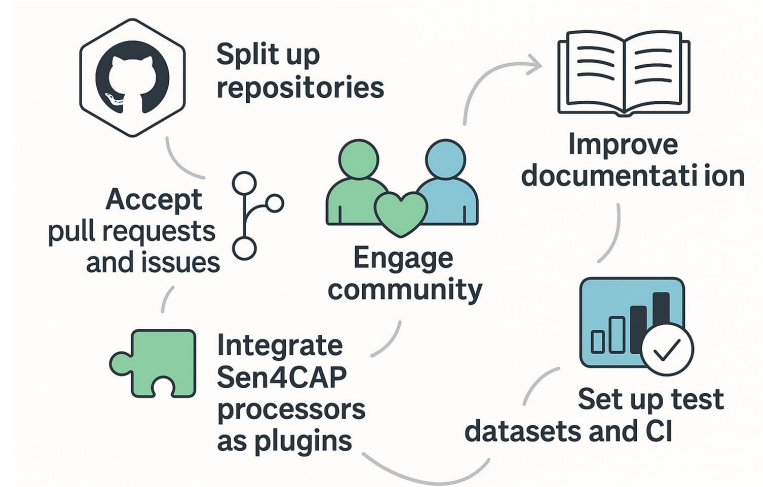 Split up
repositories
Accept
pull requests
and issues
Integrate
Sen4CAP
processors
as plugins
Engage
community
Improve
documentati ion
Set up test
datasets and CI